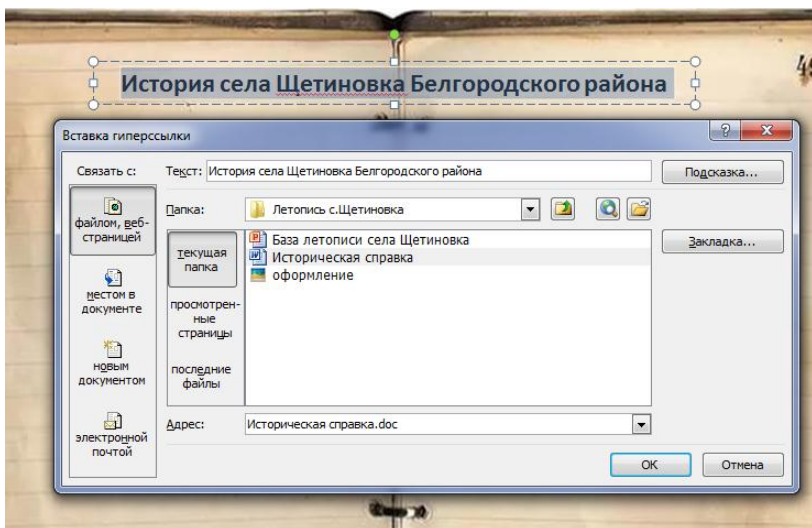 История села Щетиновка Белгородского района
Вставка гиперссылки
Связать с:
Текст: История села Щетиновка Белгородского района
Подсказка...
файлом, веб-
страницей
Папка:
Летопись с.Щетиновка
текущая
папка
База летописи села Щетиновка
Историческая справка
оформление
Закладка...
местом в
документе
просмотрен-
ные
страницы
новым
документом
последние
файлы
электронной
почтой
Адрес:
Историческая справка.doc
ОК
Отмена